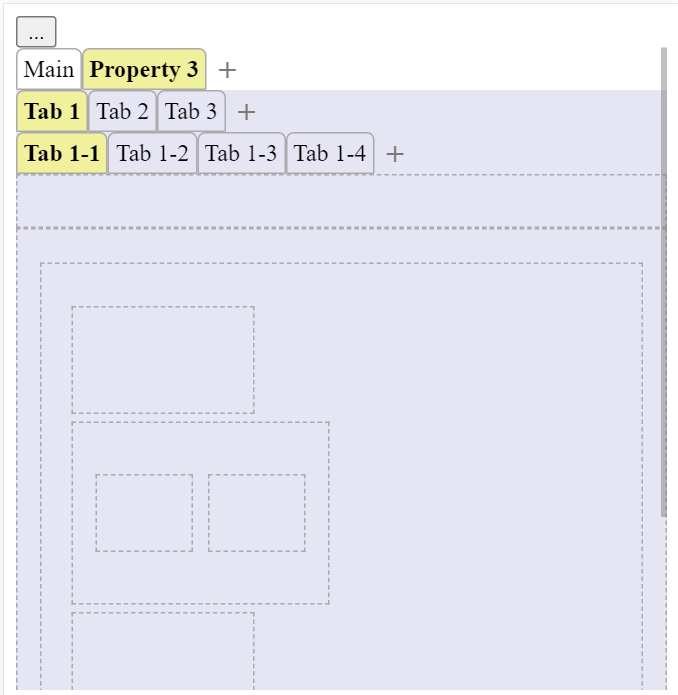 ...
Main Property 3 +
Tab 1 Tab 2 Tab 3 +
Tab 1-1 Tab 1-2 Tab 1-3 Tab 1-4 +